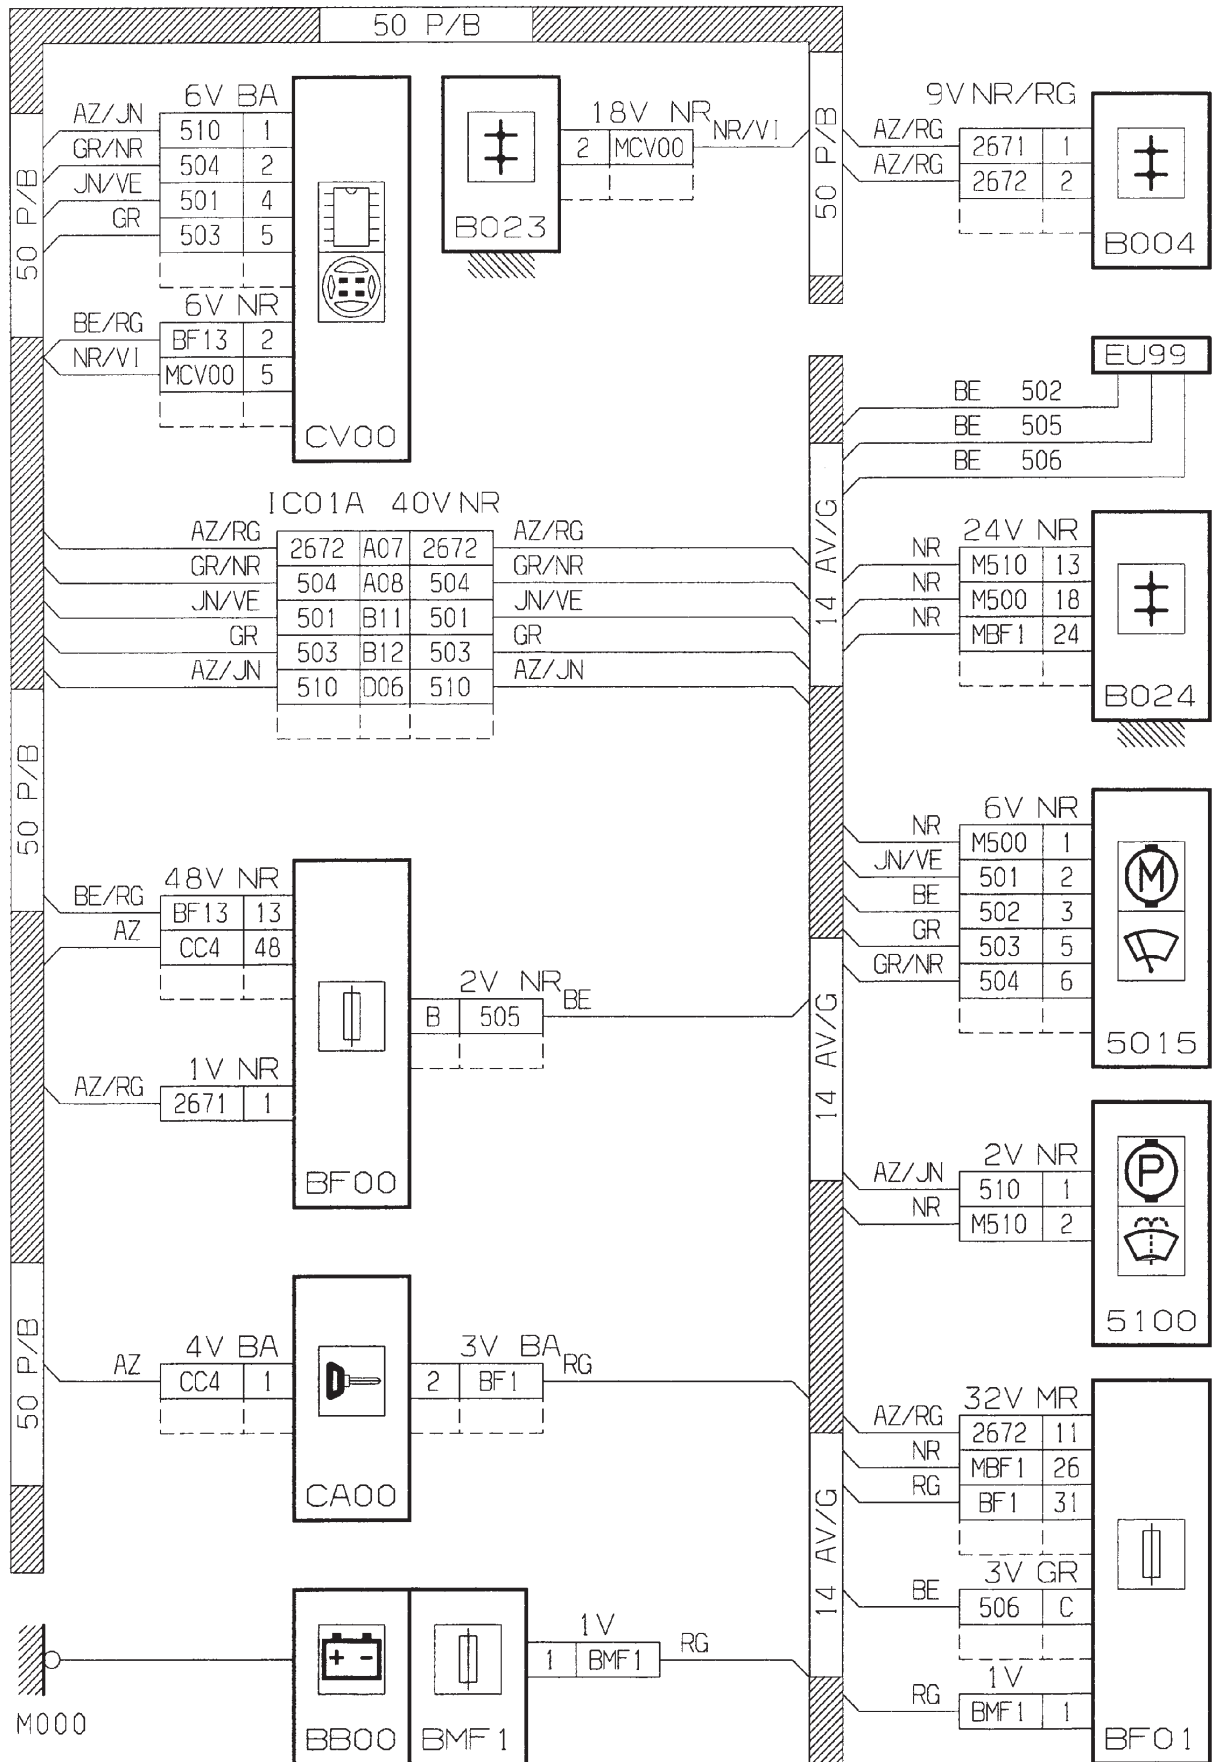 50 P/B
50 P/B
6V BA
AZ/JN 510 1
GR/NR 504 2
JN/VE 501 4
GR 503 5
6V NR
BE/RG BF13 2
NR/VI MCV00 5
CV00
18V NR
2 MCV00 NR/VI
B023
50 P/B
9V NR/RG
AZ/RG 2671 1
AZ/RG 2672 2
B004
EU99
BE 502
BE 505
BE 506
IC01A 40V NR
AZ/RG 2672 A07 2672 AZ/RG
GR/NR 504 A08 504 GR/NR
JN/VE 501 B11 501 JN/VE
GR 503 B12 503 GR
AZ/JN 510 D06 510 AZ/JN
14 AV/G
24V NR
NR M510 13
NR M500 18
NR MBF1 24
B024
50 P/B
48V NR
BE/RG BF13 13
AZ CC4 48
2V NR
B 505 BE
1V NR
AZ/RG 2671 1
BF00
6V NR
NR M500 1
JN/VE 501 2
BE 502 3
GR 503 5
GR/NR 504 6
5015
14 AV/G
2V NR
AZ/JN 510 1
NR M510 2
5100
50 P/B
4V BA
AZ CC4 1
3V BA
2 BF1 RG
CA00
14 AV/G
32V MR
AZ/RG 2672 11
NR MBF1 26
RG BF1 31
3V GR
BE 506 C
1V
RG BMF1 1
BF01
M000
BB00
BMF1
1V
1 BMF1 RG